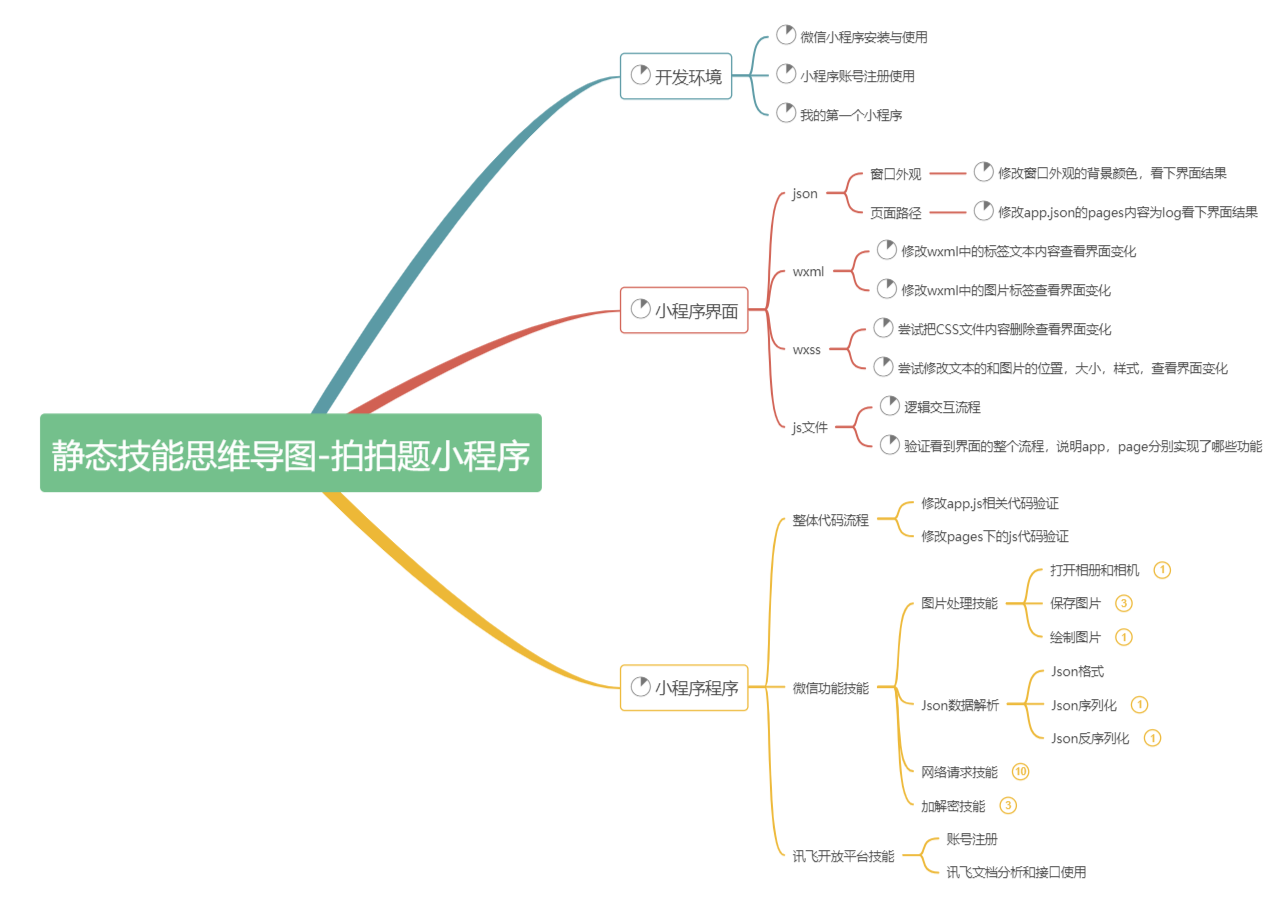 静态技能思维导图-拍拍题小程序
开发环境
微信小程序安装与使用
小程序账号注册使用
我的第一个小程序
小程序界面
json
窗口外观
修改窗口外观的背景颜色，看下界面结果
页面路径
修改app.json的pages内容为log看下界面结果
wxml
修改wxml中的标签文本内容查看界面变化
修改wxml中的图片标签查看界面变化
wxss
尝试把CSS文件内容删除查看界面变化
尝试修改文本的和图片的位置，大小，样式，查看界面变化
js文件
逻辑交互流程
验证看到界面的整个流程，说明app，page分别实现了哪些功能
小程序程序
整体代码流程
修改app.js相关代码验证
修改pages下的js代码验证
微信功能技能
图片处理技能
打开相册和相机 1
保存图片 3
绘制图片 1
Json数据解析
Json格式
Json序列化 1
Json反序列化 1
网络请求技能 10
加解密技能 3
讯飞开放平台技能
账号注册
讯飞文档分析和接口使用